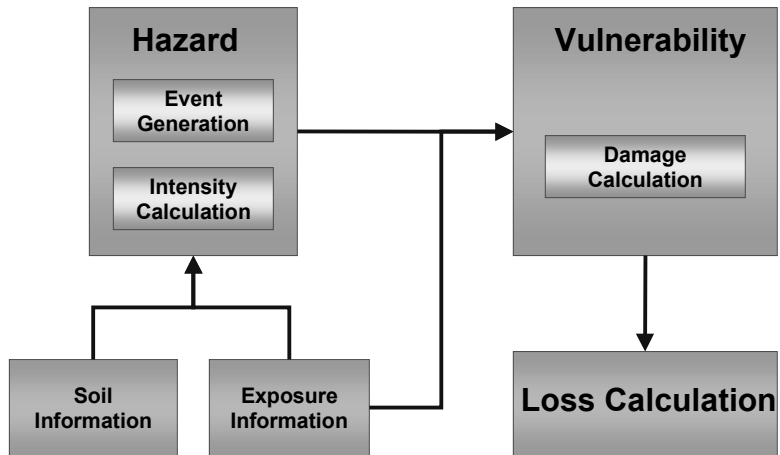 Hazard
Event
Generation
Intensity
Calculation
Vulnerability
Damage
Calculation
Soil
Information
Exposure
Information
Loss Calculation